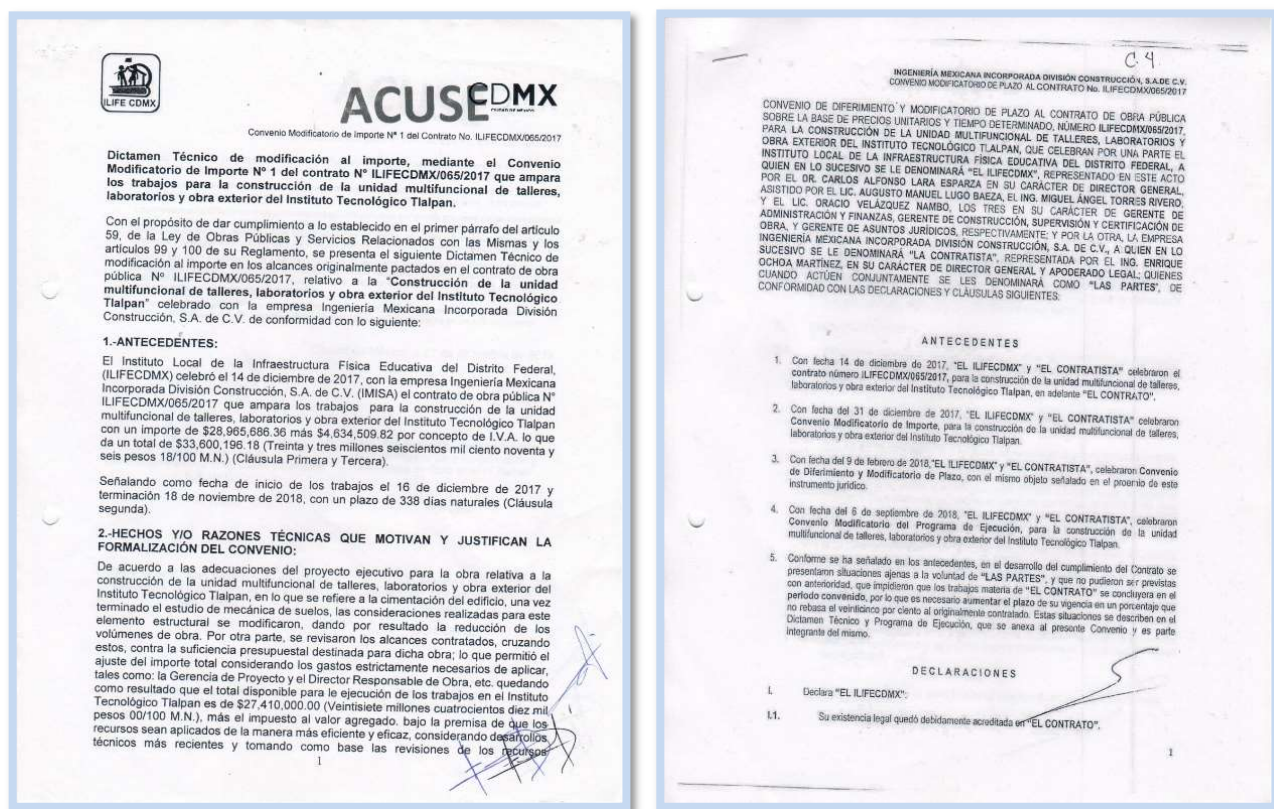 ILIFE CDMX
ACUSE
CDMX
CIUDAD DE MÉXICO
Convenio Modificatorio de Importe N° 1 del Contrato No. ILIFECDMX/065/2017
Dictamen Técnico de modificación al importe, mediante el Convenio
Modificatorio de Importe Nº 1 del contrato N° ILIFECDMX/065/2017 que ampara
los trabajos para la construcción de la unidad multifuncional de talleres,
laboratorios y obra exterior del Instituto Tecnológico Tlalpan.
Con el propósito de dar cumplimiento a lo establecido en el primer párrafo del artículo
59, de la Ley de Obras Públicas y Servicios Relacionados con las Mismas y los
artículos 99 y 100 de su Reglamento, se presenta el siguiente Dictamen Técnico de
modificación al importe en los alcances originalmente pactados en el contrato de obra
pública Nº ILIFECDMX/065/2017, relativo a la "Construcción de la unidad
multifuncional de talleres, laboratorios y obra exterior del Instituto Tecnológico
Tlalpan" celebrado con la empresa Ingeniería Mexicana Incorporada División
Construcción, S.A. de C.V. de conformidad con lo siguiente:
1.-ANTECEDENTES:
El Instituto Local de la Infraestructura Física Educativa del Distrito Federal,
(ILIFECDMX) celebró el 14 de diciembre de 2017, con la empresa Ingeniería Mexicana
Incorporada División Construcción, S.A. de C.V. (IMISA) el contrato de obra pública N°
ILIFECDMX/065/2017 que ampara los trabajos para la construcción de la unidad
multifuncional de talleres, laboratorios y obra exterior del Instituto Tecnológico Tlalpan
con un importe de $28,965,686.36 más $4,634,509.82 por concepto de I.V.A. lo que
da un total de $33,600,196.18 (Treinta y tres millones seiscientos mil ciento noventa y
seis pesos 18/100 M.N.) (Cláusula Primera y Tercera).
Señalando como fecha de inicio de los trabajos el 16 de diciembre de 2017 y
terminación 18 de noviembre de 2018, con un plazo de 338 días naturales (Cláusula
segunda).
2.-HECHOS Y/O RAZONES TÉCNICAS QUE MOTIVAN Y JUSTIFICAN LA
FORMALIZACIÓN DEL CONVENIO:
De acuerdo a las adecuaciones del proyecto ejecutivo para la obra relativa a la
construcción de la unidad multifuncional de talleres, laboratorios y obra exterior del
Instituto Tecnológico Tlalpan, en lo que se refiere a la cimentación del edificio, una vez
terminado el estudio de mecánica de suelos, las consideraciones realizadas para este
elemento estructural se modificaron, dando por resultado la reducción de los
volúmenes de obra. Por otra parte, se revisaron los alcances contratados, cruzando
estos, contra la suficiencia presupuestal destinada para dicha obra; lo que permitió el
ajuste del importe total considerando los gastos estrictamente necesarios de aplicar,
tales como: la Gerencia de Proyecto y el Director Responsable de Obra, etc. quedando
como resultado que el total disponible para le ejecución de los trabajos en el Instituto
Tecnológico Tlalpan es de $27,410,000.00 (Veintisiete millones cuatrocientos diez mil
pesos 00/100 M.N.), más el impuesto al valor agregado. bajo la premisa de que los
recursos sean aplicados de la manera más eficiente y eficaz, considerando desarrollos
técnicos más recientes y tomando como base las revisiones de los recursos
1
C.4.
INGENIERÍA MEXICANA INCORPORADA DIVISIÓN CONSTRUCCIÓN, S.A.DE C.V.
CONVENIO MODIFICATORIO DE PLAZO AL CONTRATO No. ILIFECDMX/065/2017
CONVENIO DE DIFERIMIENTO Y MODIFICATORIO DE PLAZO AL CONTRATO DE OBRA PÚBLICA
SOBRE LA BASE DE PRECIOS UNITARIOS Y TIEMPO DETERMINADO, NÚMERO ILIFECDMX/065/2017,
PARA LA CONSTRUCCIÓN DE LA UNIDAD MULTIFUNCIONAL DE TALLERES, LABORATORIOS Y
OBRA EXTERIOR DEL INSTITUTO TECNOLÓGICO TLALPAN, QUE CELEBRAN POR UNA PARTE EL
INSTITUTO LOCAL DE LA INFRAESTRUCTURA FÍSICA EDUCATIVA DEL DISTRITO FEDERAL, A
QUIEN EN LO SUCESIVO SE LE DENOMINARÁ "EL ILIFECDMX", REPRESENTADO EN ESTE ACTO
POR EL DR. CARLOS ALFONSO LARA ESPARZA EN SU CARÁCTER DE DIRECTOR GENERAL,
ASISTIDO POR EL LIC. AUGUSTO MANUEL LUGO BAEZA, EL ING. MIGUEL ÁNGEL TORRES RIVERO,
Y EL LIC. ORACIO VELÁZQUEZ NAMBO, LOS TRES EN SU CARÁCTER DE GERENTE DE
ADMINISTRACIÓN Y FINANZAS, GERENTE DE CONSTRUCCIÓN, SUPERVISIÓN Y CERTIFICACIÓN DE
OBRA, Y GERENTE DE ASUNTOS JURÍDICOS, RESPECTIVAMENTE; Y POR LA OTRA, LA EMPRESA
INGENIERÍA MEXICANA INCORPORADA DIVISIÓN CONSTRUCCIÓN, S.A. DE C.V., A QUIEN EN LO
SUCESIVO SE LE DENOMINARÁ "LA CONTRATISTA", REPRESENTADA POR EL ING. ENRIQUE
OCHOA MARTÍNEZ, EN SU CARÁCTER DE DIRECTOR GENERAL Y APODERADO LEGAL; QUIENES
CUANDO ACTÚEN CONJUNTAMENTE SE LES DENOMINARÁ COMO "LAS PARTES", DE
CONFORMIDAD CON LAS DECLARACIONES Y CLÁUSULAS SIGUIENTES:
ANTECEDENTES
1. Con fecha 14 de diciembre de 2017, "EL ILIFECDMX" y "EL CONTRATISTA" celebraron el
contrato número ILIFECDMX/065/2017, para la construcción de la unidad multifuncional de talleres,
laboratorios y obra exterior del Instituto Tecnológico Tlalpan, en adelante "EL CONTRATO".
2. Con fecha del 31 de diciembre de 2017, "EL ILIFECDMX" y "EL CONTRATISTA" celebraron
Convenio Modificatorio de Importe, para la construcción de la unidad multifuncional de talleres,
laboratorios y obra exterior del Instituto Tecnológico Tlalpan.
3. Con fecha del 9 de febrero de 2018,"EL ILIFECDMX" y "EL CONTRATISTA", celebraron Convenio
de Diferimiento y Modificatorio de Plazo, con el mismo objeto señalado en el proemio de este
instrumento jurídico.
4. Con fecha del 6 de septiembre de 2018, "EL ILIFECDMX" y "EL CONTRATISTA", celebraron
Convenio Modificatorio del Programa de Ejecución, para la construcción de la unidad
multifuncional de talleres, laboratorios y obra exterior del Instituto Tecnológico Tlalpan.
5. Conforme se ha señalado en los antecedentes, en el desarrollo del cumplimiento del Contrato se
presentaron situaciones ajenas a la voluntad de "LAS PARTES", y que no pudieron ser previstas
con anterioridad, que impidieron que los trabajos materia de "EL CONTRATO" se concluyera en el
período convenido, por lo que es necesario aumentar el plazo de su vigencia en un porcentaje que
no rebasa el veinticinco por ciento al originalmente contratado. Estas situaciones se describen en el
Dictamen Técnico y Programa de Ejecución, que se anexa al presente Convenio y es parte
integrante del mismo.
DECLARACIONES
I. Declara "EL ILIFECDMX":
I.1. Su existencia legal quedó debidamente acreditada en "EL CONTRATO".
1